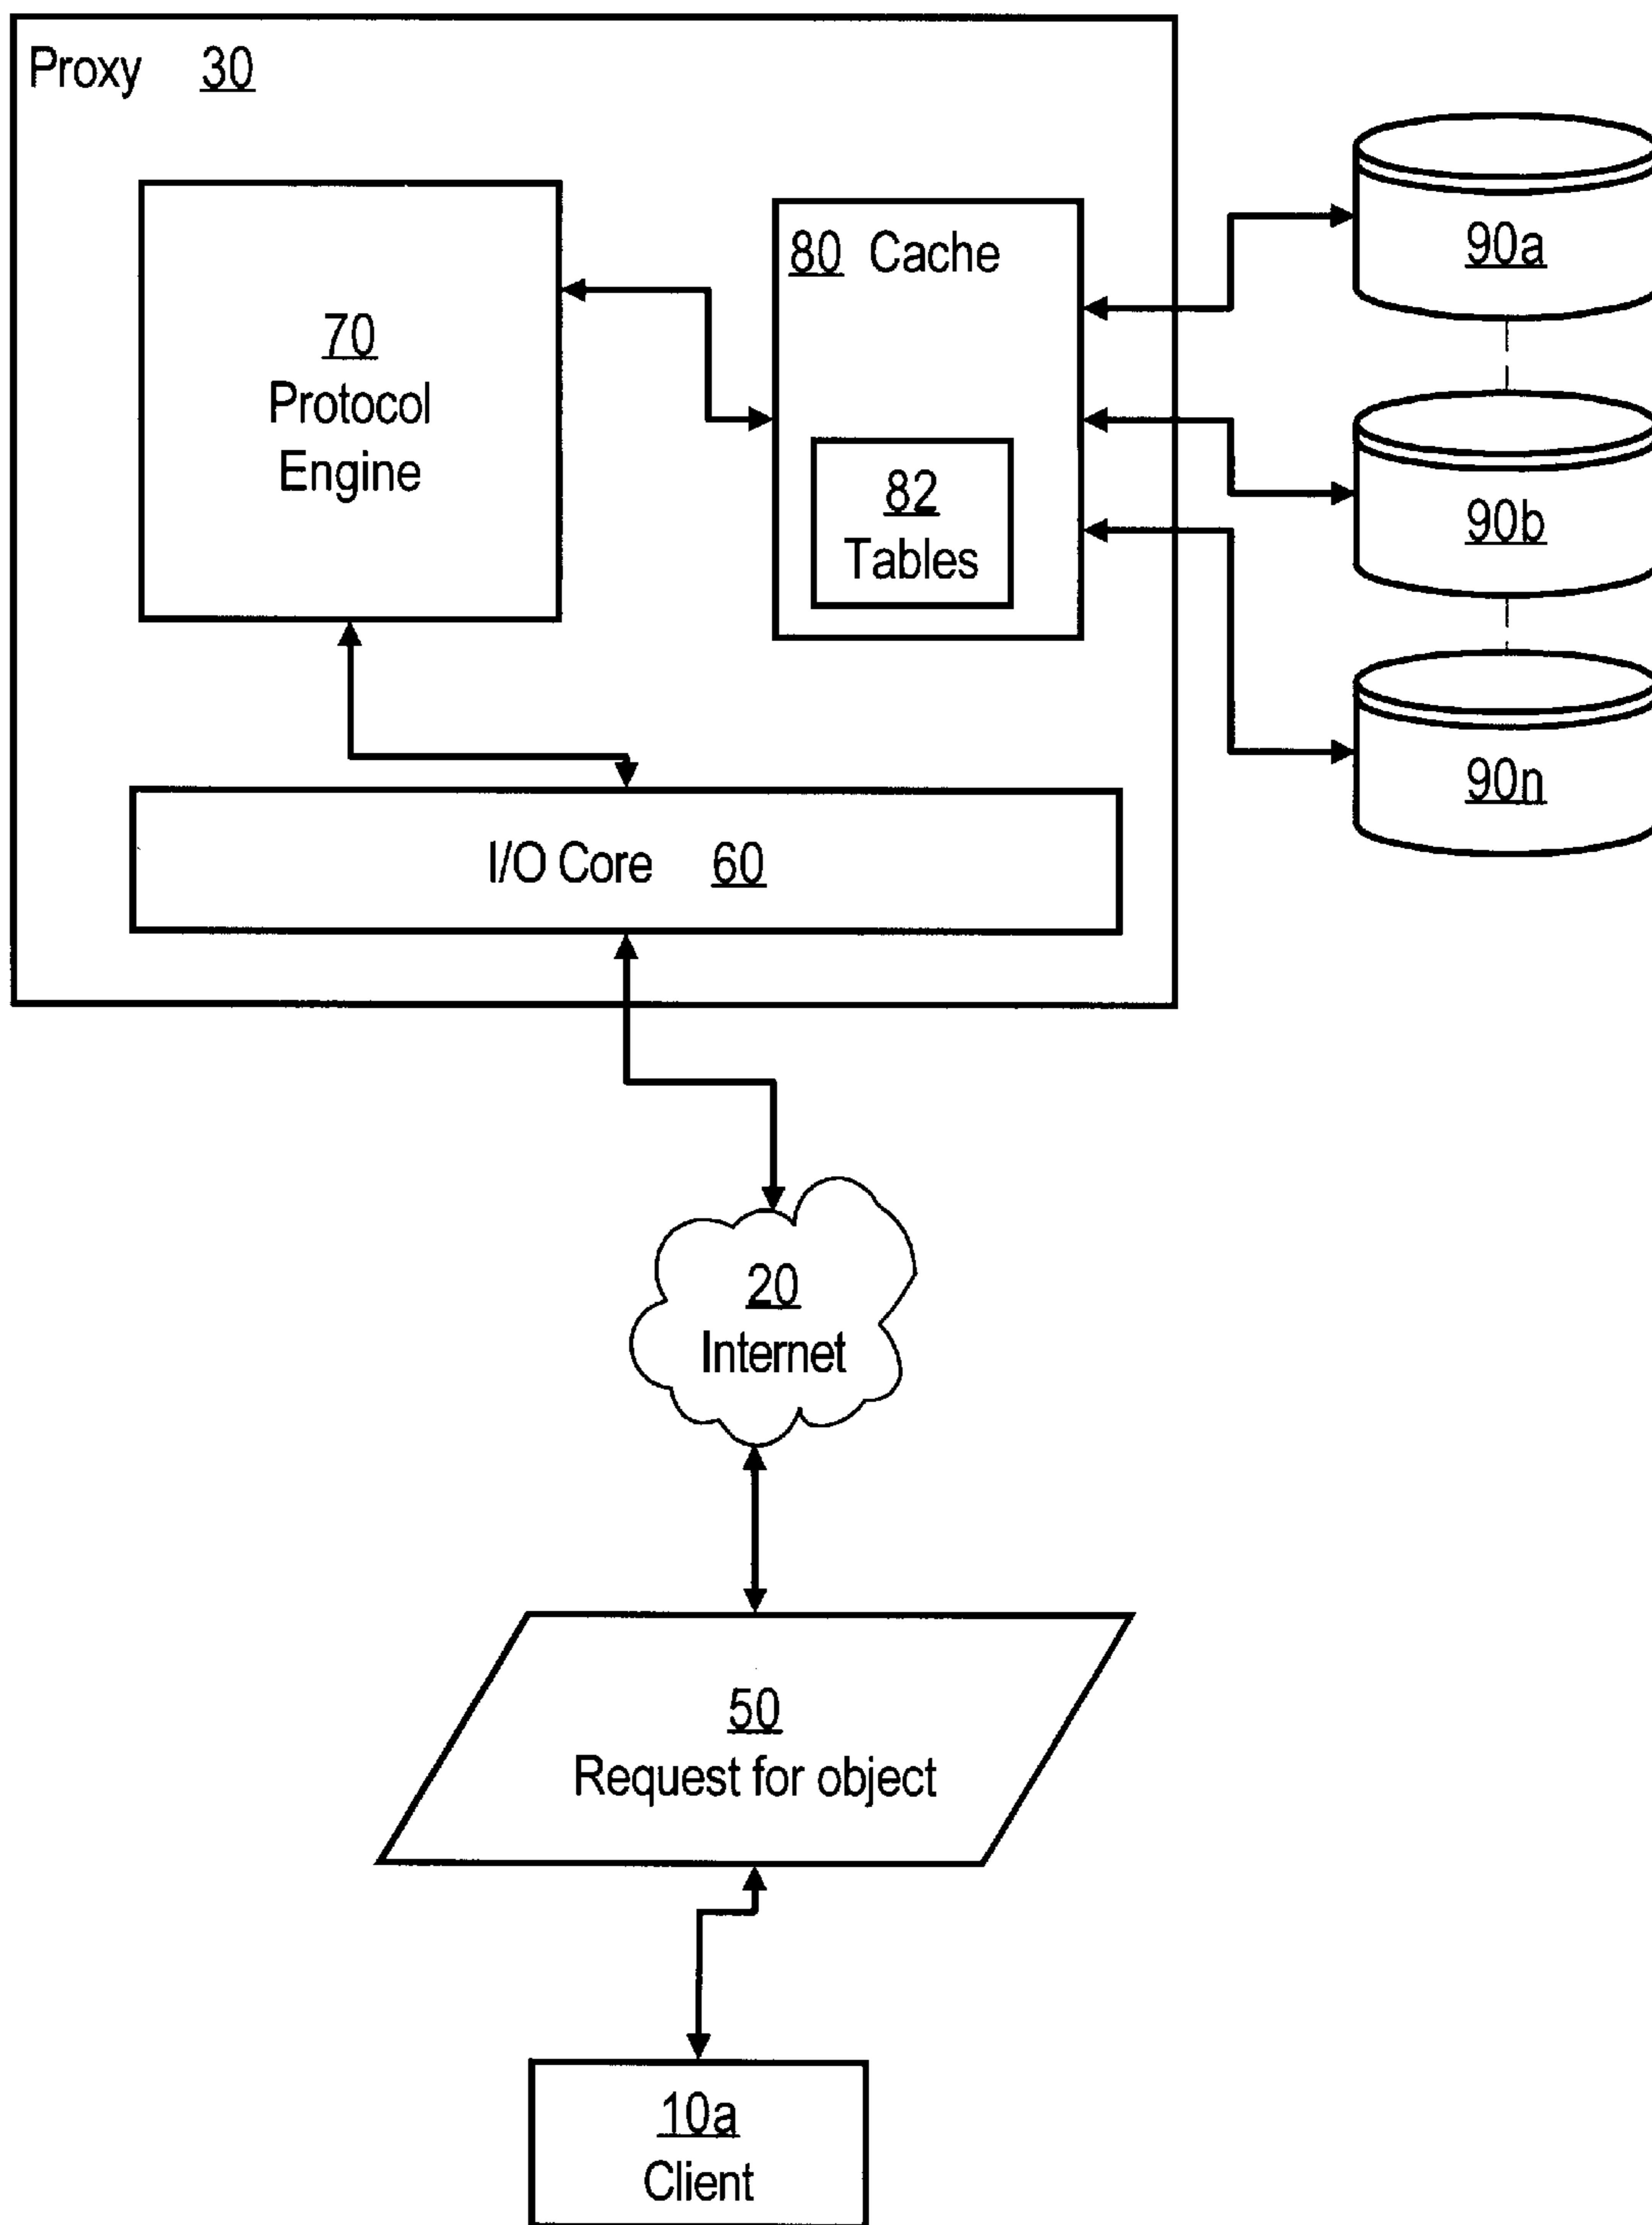 Proxy 30
70
Protocol
Engine
80 Cache
82
Tables
90a
90b
90n
I/O Core 60
20
Internet
50
Request for object
10a
Client